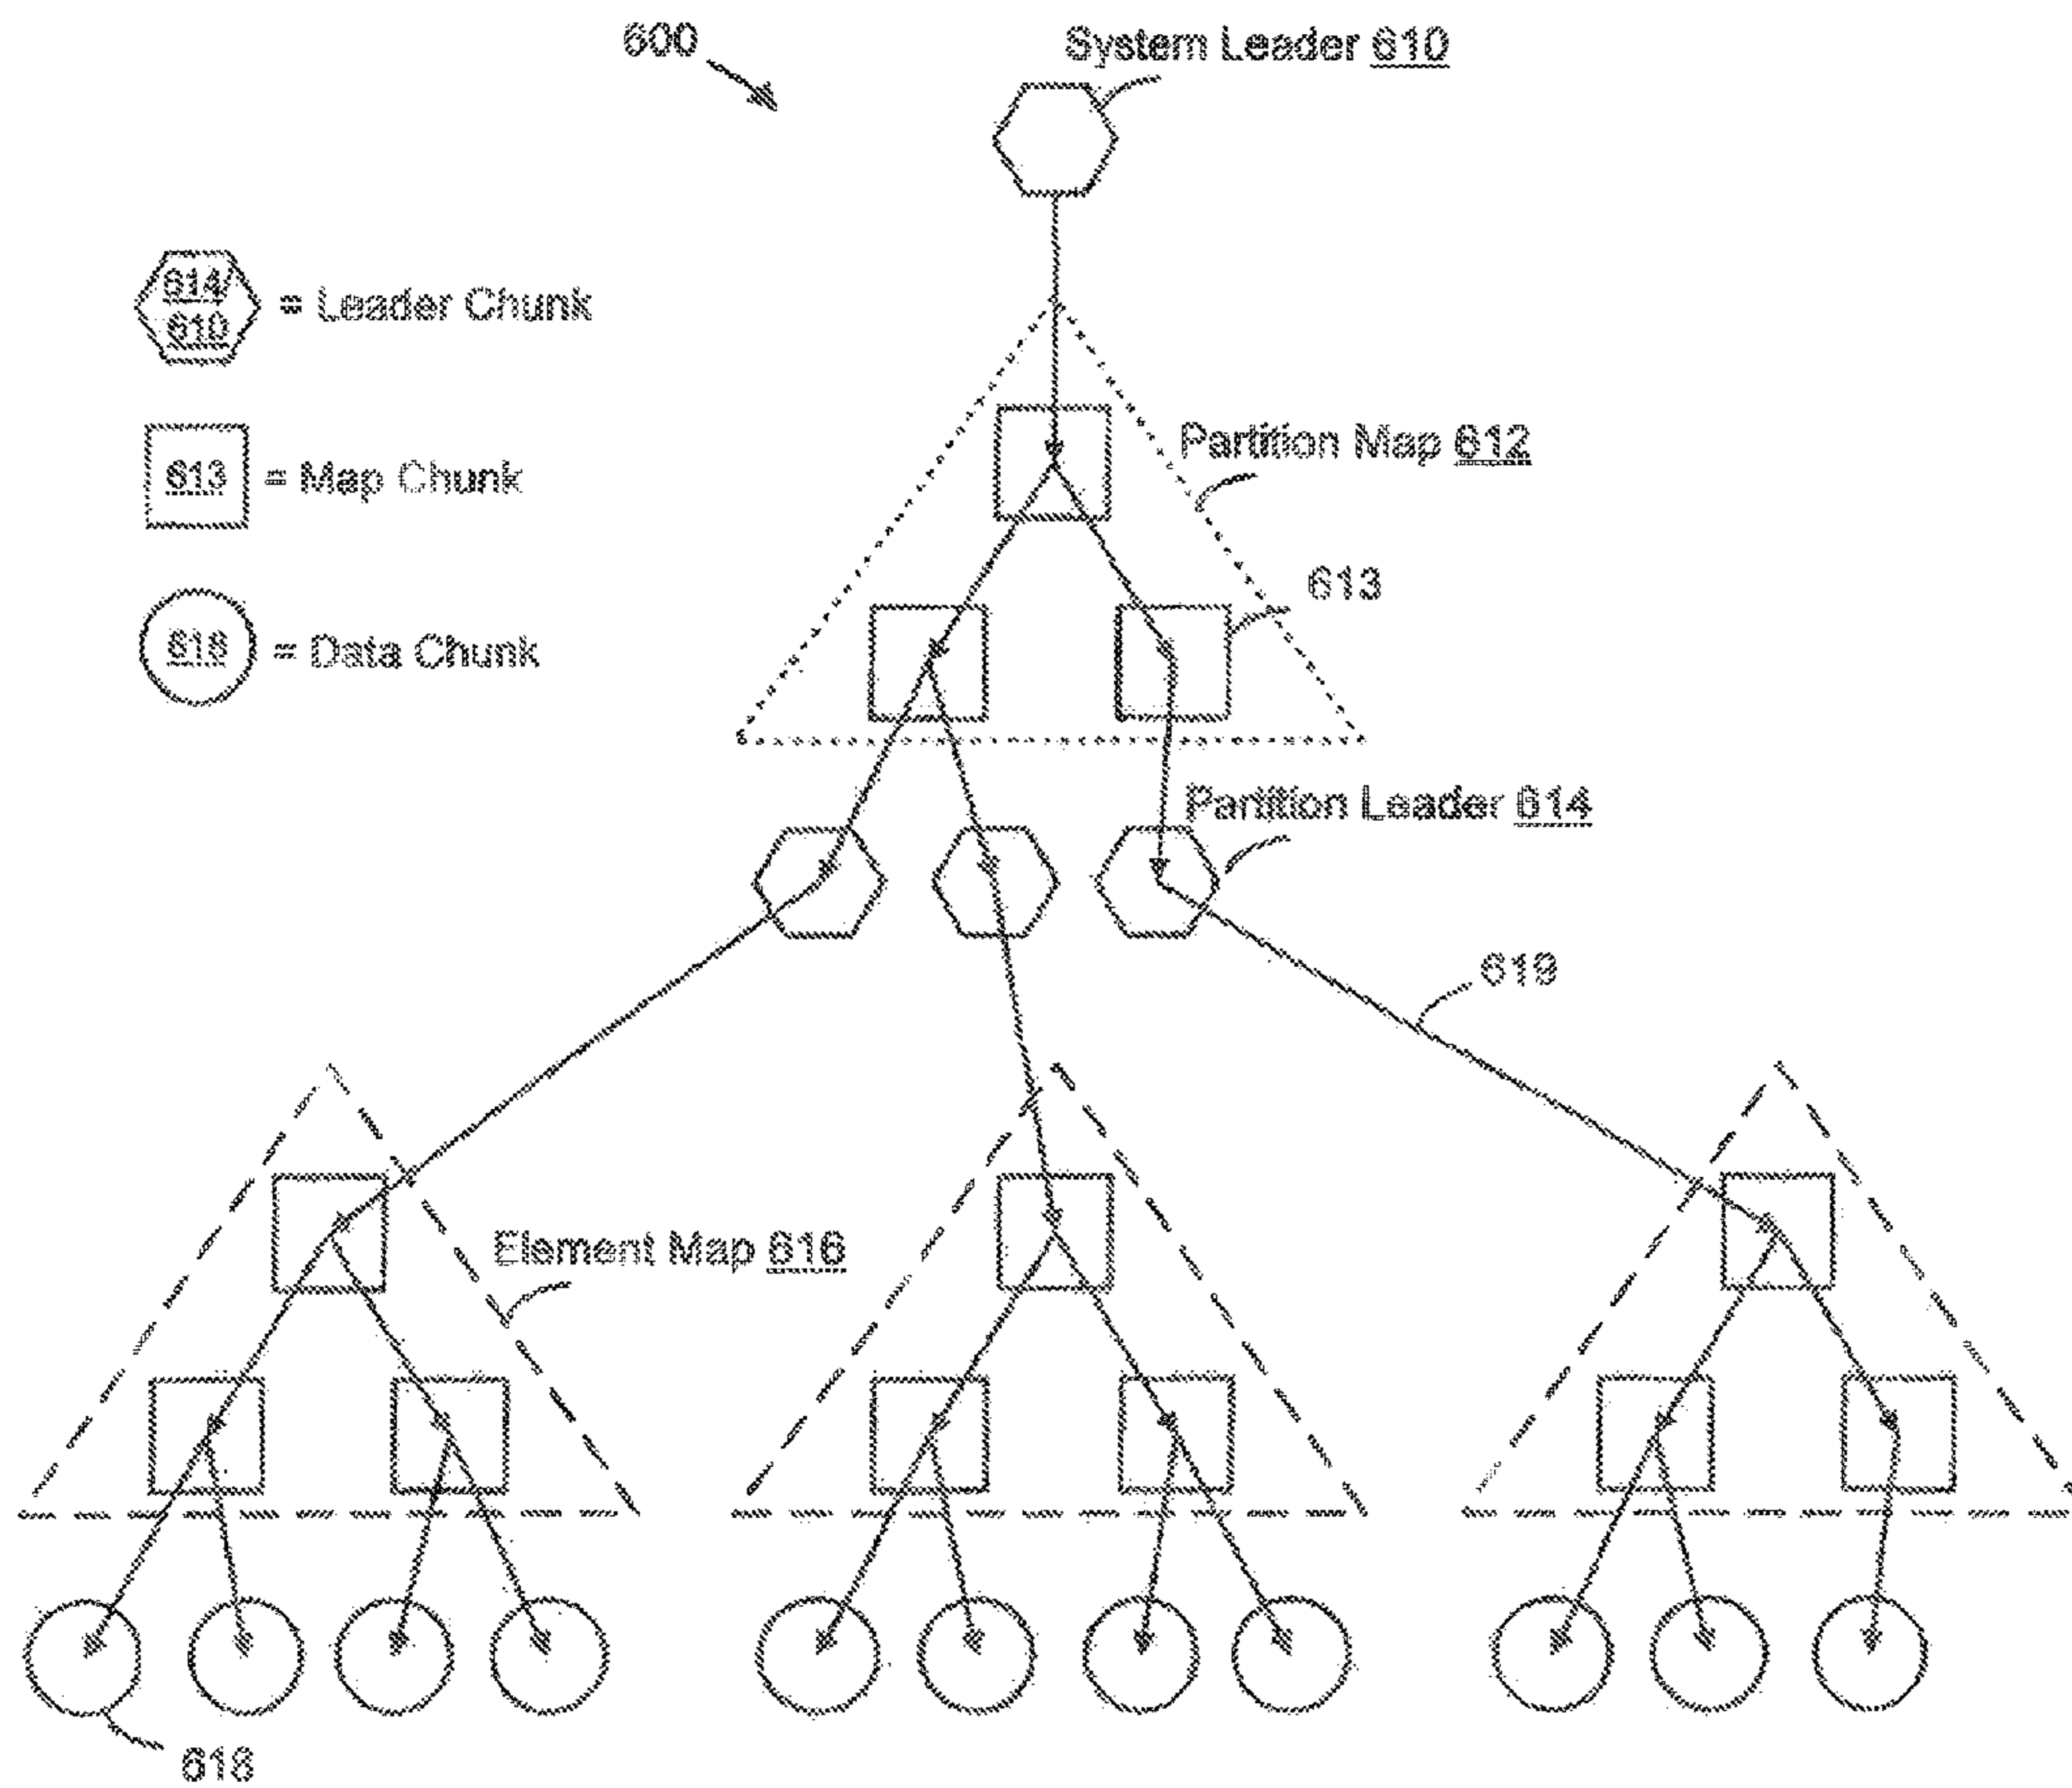 600
System Leader 610
614/
610
= Leader Chunk
613 = Map Chunk
618 = Data Chunk
Partition Map 612
613
Partition Leader 614
619
Element Map 616
618